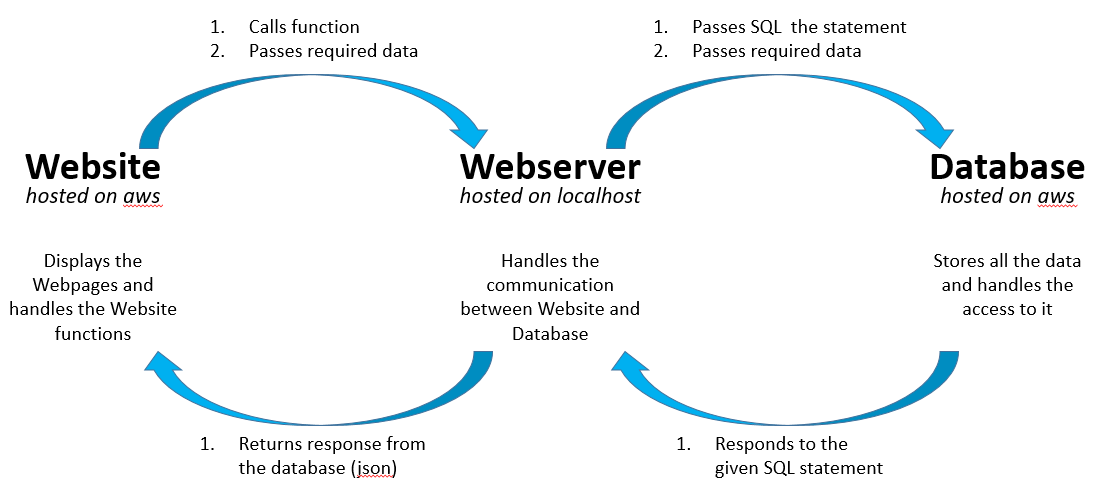 1. Calls function
2. Passes required data
1. Passes SQL  the statement
2. Passes required data
Website
hosted on aws
Webserver
hosted on localhost
Database
hosted on aws
Displays the
Webpages and
handles the Website
functions
Handles the
communication
between Website and
Database
Stores all the data
and handles the
access to it
1. Returns response from
the database (json)
1. Responds to the
given SQL statement